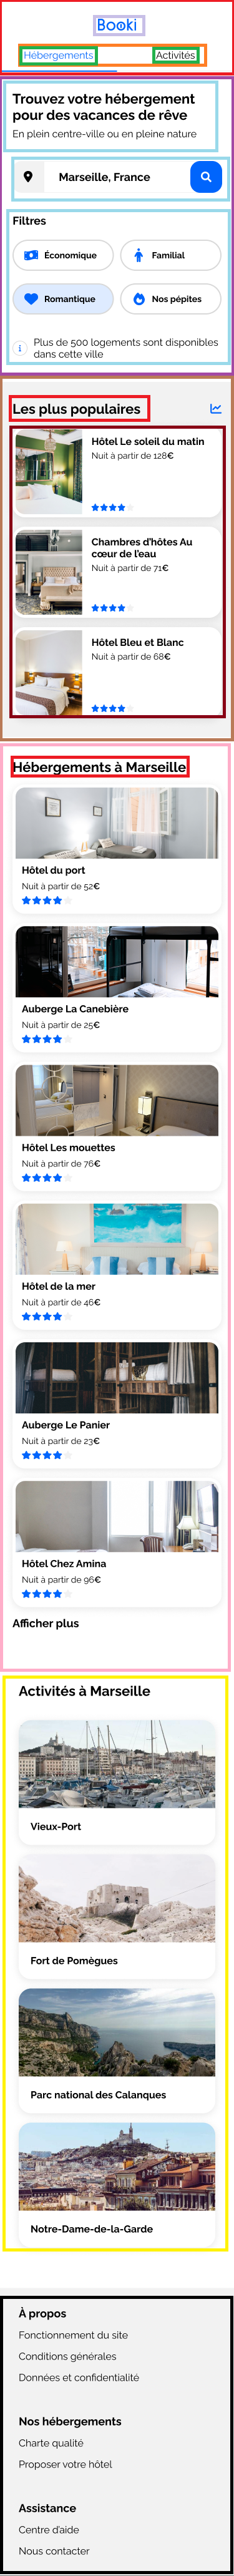 Booki
Hébergements Activités
Trouvez votre hébergement
pour des vacances de rêve
En plein centre-ville ou en pleine nature
Marseille, France
Filtres
Économique Familial
Romantique Nos pépites
Plus de 500 logements sont disponibles
dans cette ville
Les plus populaires
Hôtel Le soleil du matin
Nuit à partir de 128€
Chambres d'hôtes Au
cœur de l'eau
Nuit à partir de 71€
Hôtel Bleu et Blanc
Nuit à partir de 68€
Hébergements à Marseille
Hôtel du port
Nuit à partir de 52€
Auberge La Canebière
Nuit à partir de 25€
Hôtel Les mouettes
Nuit à partir de 76€
Hôtel de la mer
Nuit à partir de 46€
Auberge Le Panier
Nuit à partir de 23€
Hôtel Chez Amina
Nuit à partir de 96€
Afficher plus
Activités à Marseille
Vieux-Port
Fort de Pomègues
Parc national des Calanques
Notre-Dame-de-la-Garde
À propos
Fonctionnement du site
Conditions générales
Données et confidentialité
Nos hébergements
Charte qualité
Proposer votre hôtel
Assistance
Centre d'aide
Nous contacter